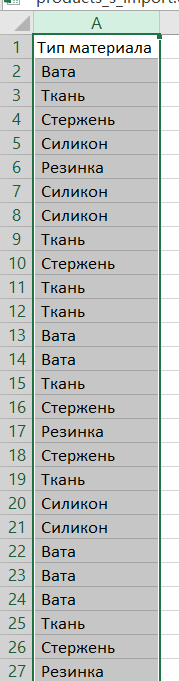 products_s_import.
A
1 Тип материала
2 Вата
3 Ткань
4 Стержень
5 Силикон
6 Резинка
7 Силикон
8 Силикон
9 Ткань
10 Стержень
11 Ткань
12 Ткань
13 Вата
14 Вата
15 Ткань
16 Стержень
17 Резинка
18 Стержень
19 Ткань
20 Силикон
21 Силикон
22 Вата
23 Вата
24 Вата
25 Ткань
26 Стержень
27 Резинка